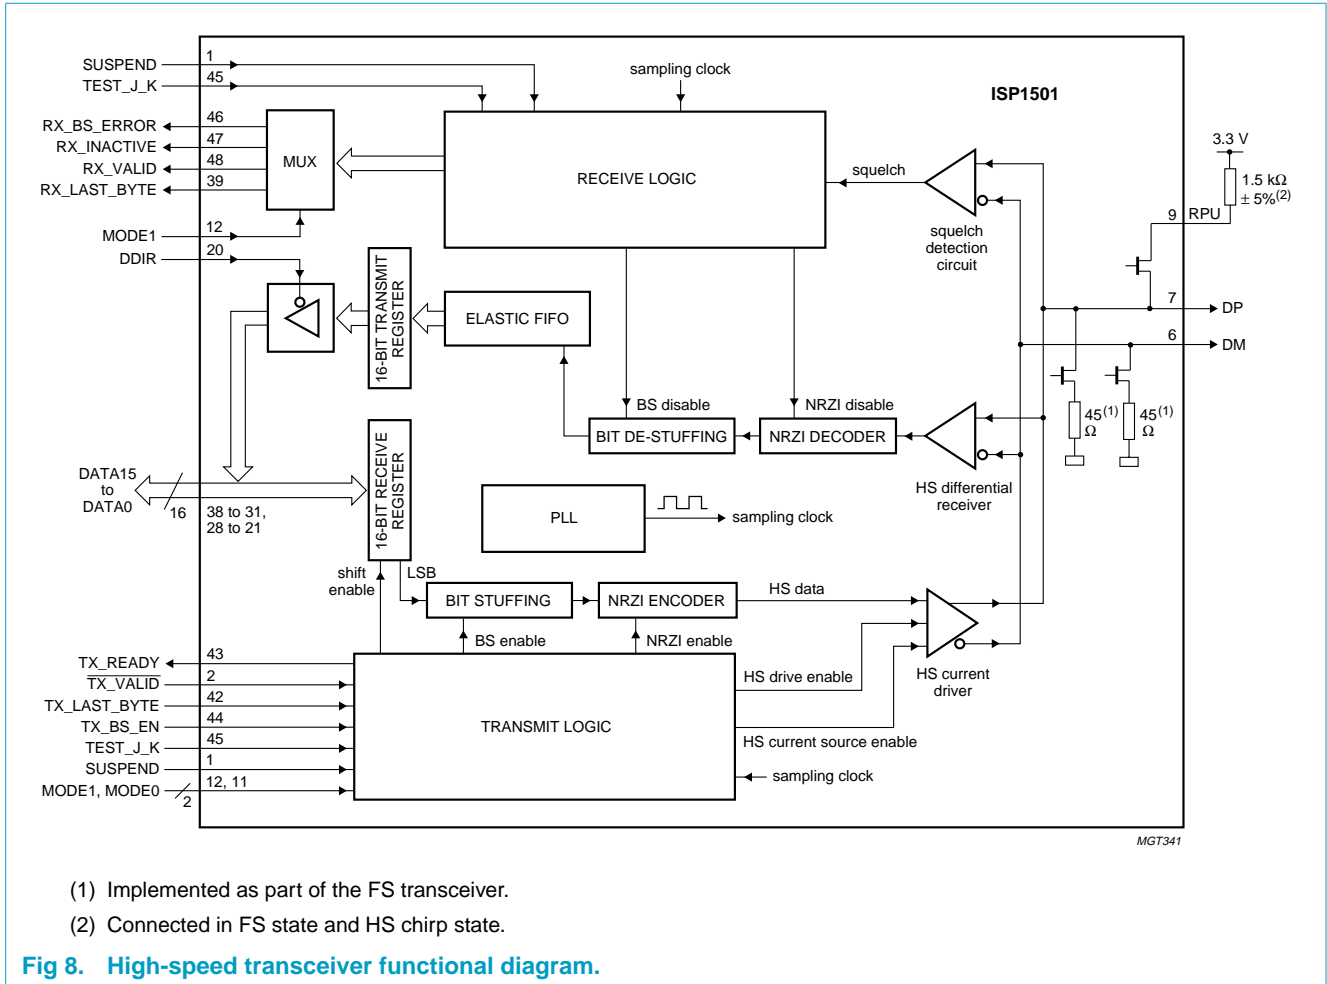 SUSPEND
1
TEST_J_K
45
sampling clock
ISP1501
RX_BS_ERROR
46
RX_INACTIVE
47
RX_VALID
48
RX_LAST_BYTE
39
MUX
RECEIVE LOGIC
squelch
squelch
detection
circuit
3.3 V
1.5 kΩ
± 5%(2)
9
RPU
MODE1
12
DDIR
20
16-BIT TRANSMIT
REGISTER
ELASTIC FIFO
7
DP
6
DM
BS disable
NRZI disable
BIT DE-STUFFING
NRZI DECODER
45(1)
Ω
45(1)
Ω
HS differential
receiver
DATA15
to
DATA0
16
38 to 31,
28 to 21
16-BIT RECEIVE
REGISTER
PLL
sampling clock
shift
enable
LSB
BIT STUFFING
NRZI ENCODER
HS data
BS enable
NRZI enable
HS current
driver
TX_READY
43
TX_VALID
2
TX_LAST_BYTE
42
TX_BS_EN
44
TEST_J_K
45
SUSPEND
1
MODE1, MODE0
2
12, 11
TRANSMIT LOGIC
HS drive enable
HS current source enable
sampling clock
MGT341
(1) Implemented as part of the FS transceiver.
(2) Connected in FS state and HS chirp state.
Fig 8. High-speed transceiver functional diagram.